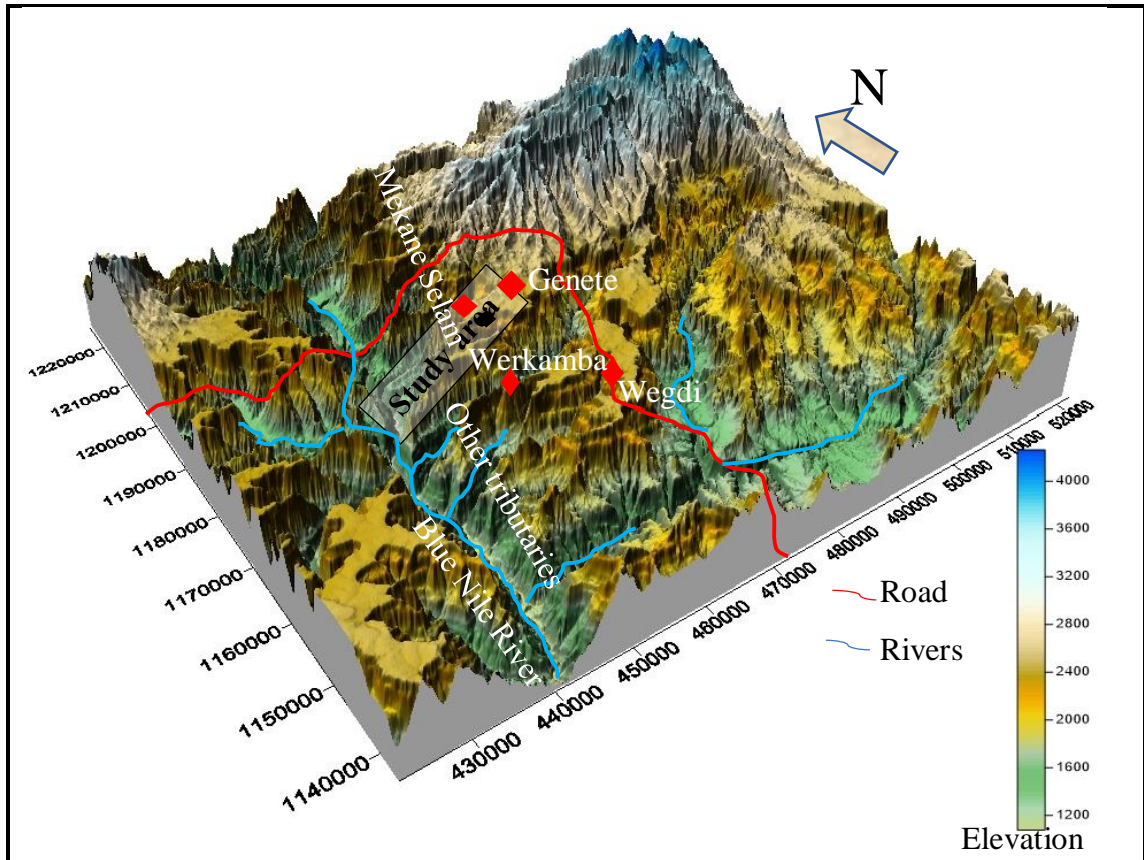 N
Mekane Selam
Genete
Study area
Werkamba
Wegdi
Other tributaries
Blue Nile River
1220000
1210000
1200000
1190000
1180000
1170000
1160000
1150000
1140000
430000
440000
450000
460000
470000
480000
490000
500000
510000
520000
Road
Rivers
4000
3600
3200
2800
2400
2000
1600
1200
Elevation